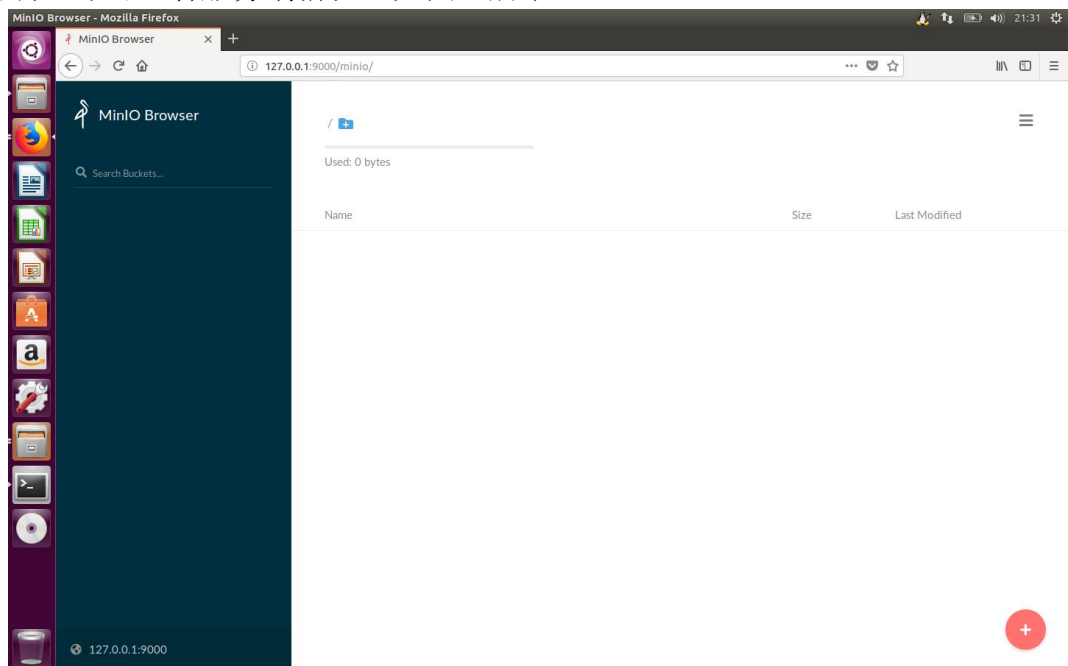 MinIO Browser - Mozilla Firefox
21:31
MinIO Browser
127.0.0.1:9000/minio/
MinIO Browser
/
Used: 0 bytes
Search Buckets...
Name Size Last Modified
127.0.0.1:9000